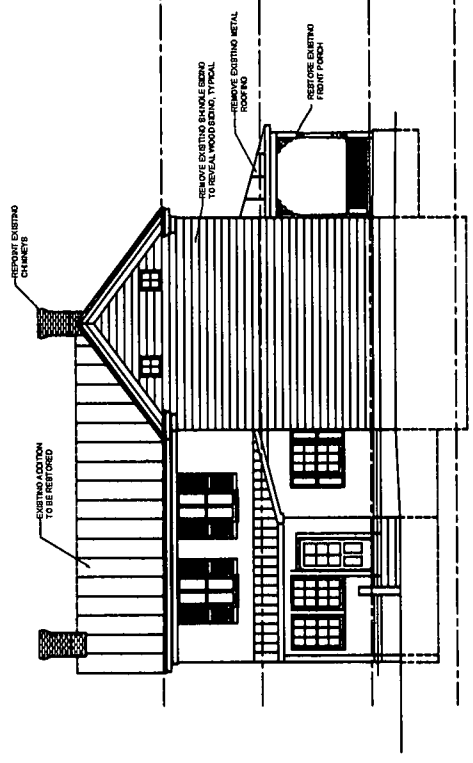 REPOINT EXISTING
CHIMNEYS
EXISTING ADDITION
TO BE RESTORED
REMOVE EXISTING SHINGLE SIDING
TO REVEAL WOOD SIDING, TYPICAL
REMOVE EXISTING METAL
ROOFING
RESTORE EXISTING
FRONT PORCH